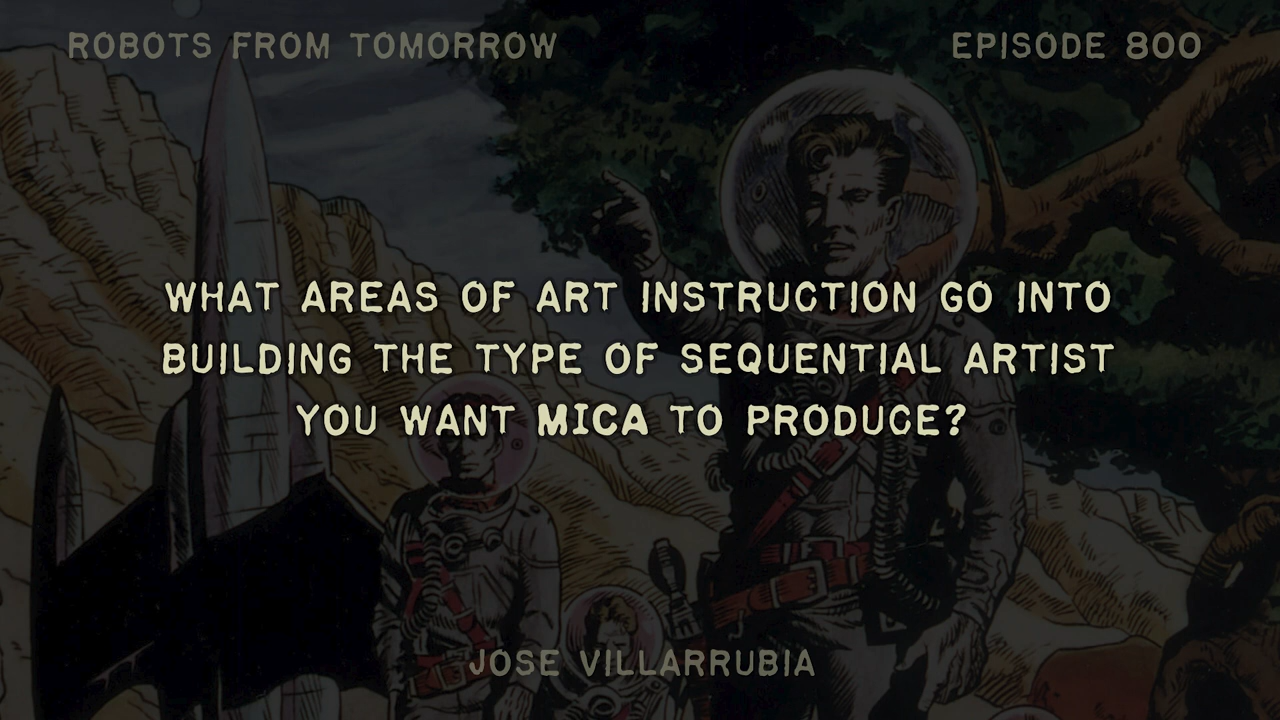 ROBOTS FROM TOMORROW
EPISODE 800
WHAT AREAS OF ART INSTRUCTION GO INTO
BUILDING THE TYPE OF SEQUENTIAL ARTIST
YOU WANT MICA TO PRODUCE?
JOSE VILLARRUBIA